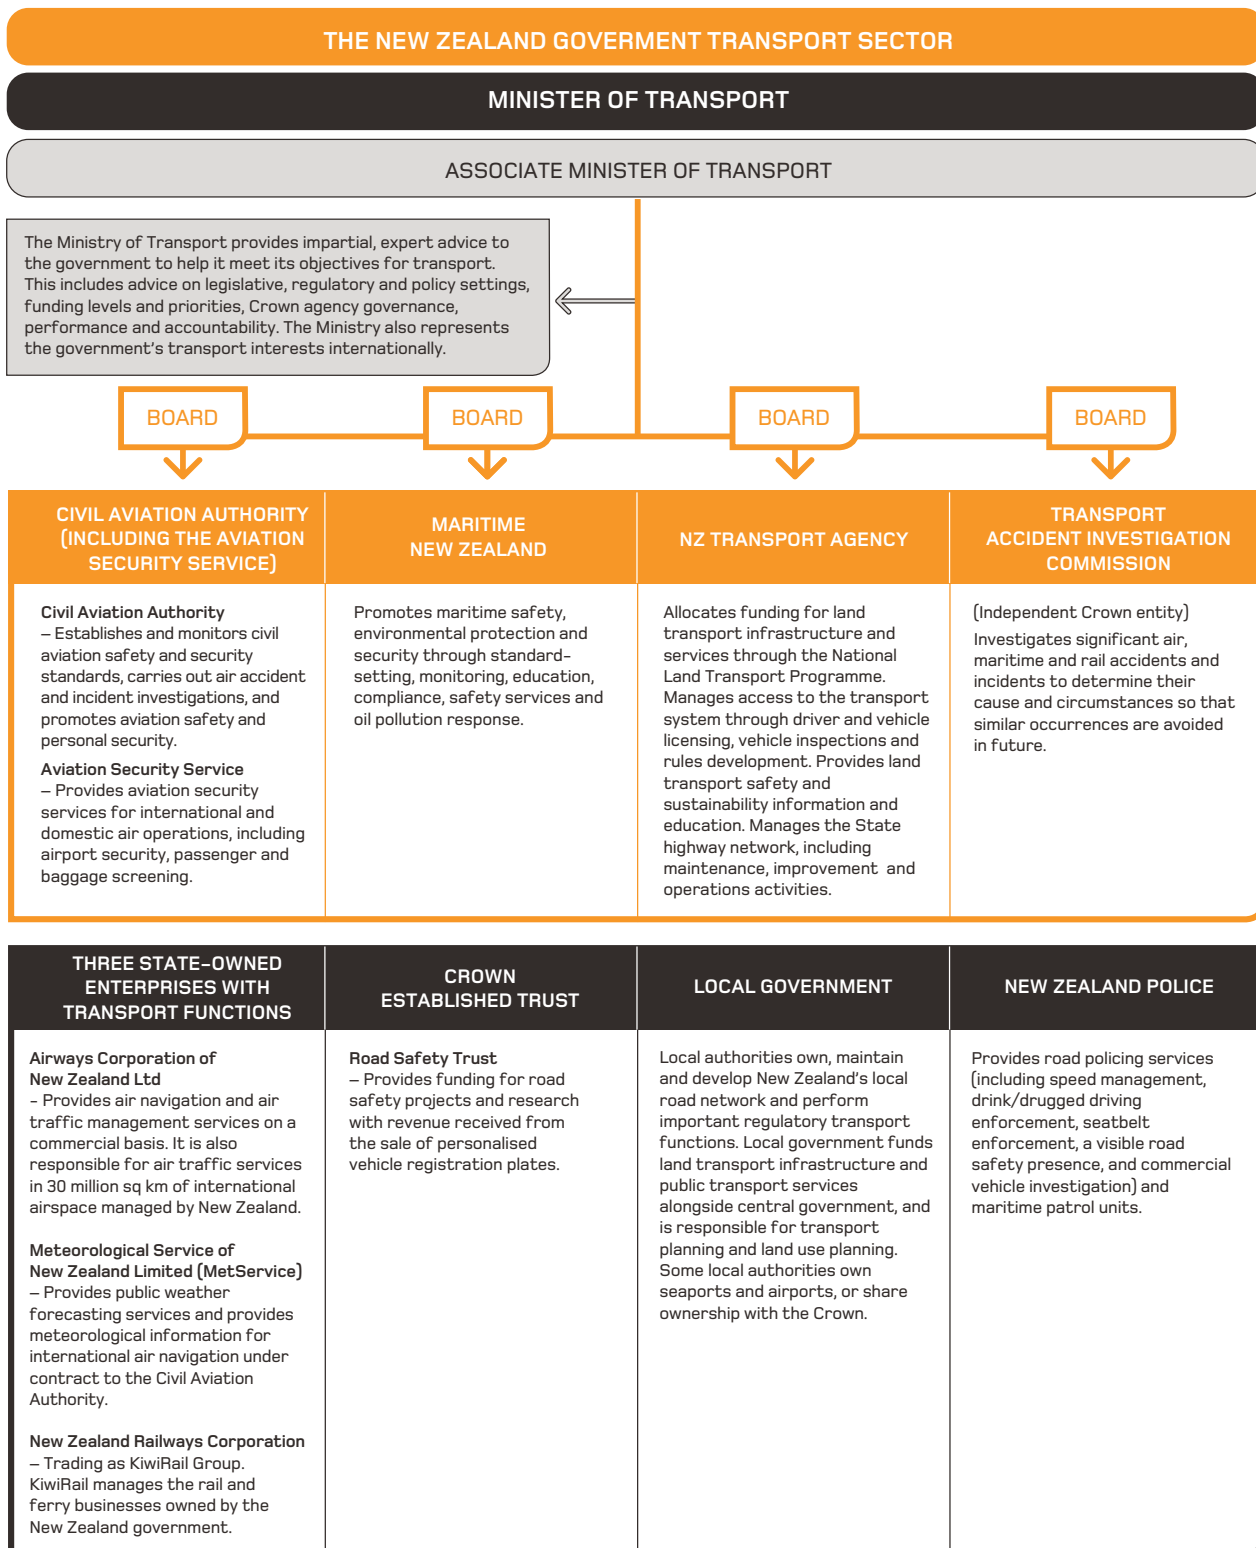 THE NEW ZEALAND GOVERMENT TRANSPORT SECTOR
MINISTER OF TRANSPORT
ASSOCIATE MINISTER OF TRANSPORT
The Ministry of Transport provides impartial, expert advice to
the government to help it meet its objectives for transport.
This includes advice on legislative, regulatory and policy settings,
funding levels and priorities, Crown agency governance,
performance and accountability. The Ministry also represents
the government's transport interests internationally.
BOARD
BOARD
BOARD
BOARD
CIVIL AVIATION AUTHORITY
(INCLUDING THE AVIATION
SECURITY SERVICE)
Civil Aviation Authority
– Establishes and monitors civil
aviation safety and security
standards, carries out air accident
and incident investigations, and
promotes aviation safety and
personal security.
Aviation Security Service
– Provides aviation security
services for international and
domestic air operations, including
airport security, passenger and
baggage screening.
MARITIME
NEW ZEALAND
Promotes maritime safety,
environmental protection and
security through standard-
setting, monitoring, education,
compliance, safety services and
oil pollution response.
NZ TRANSPORT AGENCY
Allocates funding for land
transport infrastructure and
services through the National
Land Transport Programme.
Manages access to the transport
system through driver and vehicle
licensing, vehicle inspections and
rules development. Provides land
transport safety and
sustainability information and
education. Manages the State
highway network, including
maintenance, improvement and
operations activities.
TRANSPORT
ACCIDENT INVESTIGATION
COMMISSION
(Independent Crown entity)
Investigates significant air,
maritime and rail accidents and
incidents to determine their
cause and circumstances so that
similar occurrences are avoided
in future.
THREE STATE-OWNED
ENTERPRISES WITH
TRANSPORT FUNCTIONS
Airways Corporation of
New Zealand Ltd
- Provides air navigation and air
traffic management services on a
commercial basis. It is also
responsible for air traffic services
in 30 million sq km of international
airspace managed by New Zealand.
Meteorological Service of
New Zealand Limited (MetService)
– Provides public weather
forecasting services and provides
meteorological information for
international air navigation under
contract to the Civil Aviation
Authority.
New Zealand Railways Corporation
– Trading as KiwiRail Group.
KiwiRail manages the rail and
ferry businesses owned by the
New Zealand government.
CROWN
ESTABLISHED TRUST
Road Safety Trust
– Provides funding for road
safety projects and research
with revenue received from
the sale of personalised
vehicle registration plates.
LOCAL GOVERNMENT
Local authorities own, maintain
and develop New Zealand's local
road network and perform
important regulatory transport
functions. Local government funds
land transport infrastructure and
public transport services
alongside central government, and
is responsible for transport
planning and land use planning.
Some local authorities own
seaports and airports, or share
ownership with the Crown.
NEW ZEALAND POLICE
Provides road policing services
(including speed management,
drink/drugged driving
enforcement, seatbelt
enforcement, a visible road
safety presence, and commercial
vehicle investigation) and
maritime patrol units.